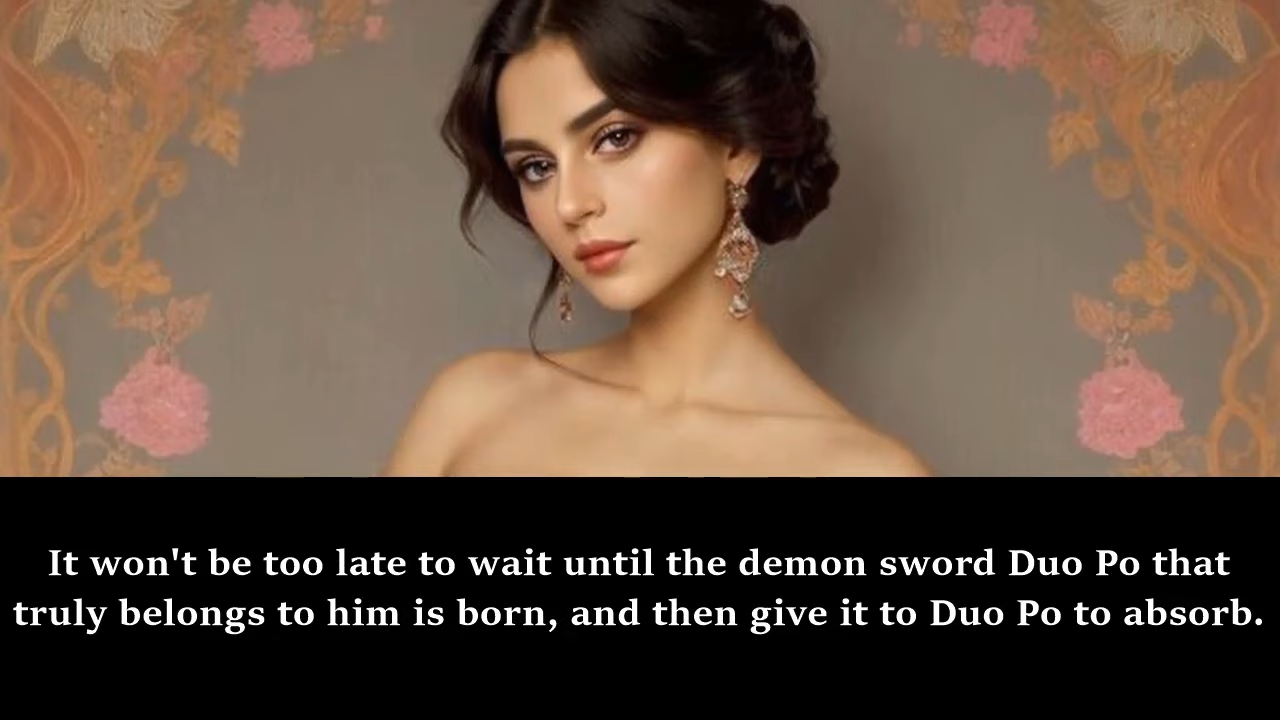 It won't be too late to wait until the demon sword Duo Po that
truly belongs to him is born, and then give it to Duo Po to absorb.